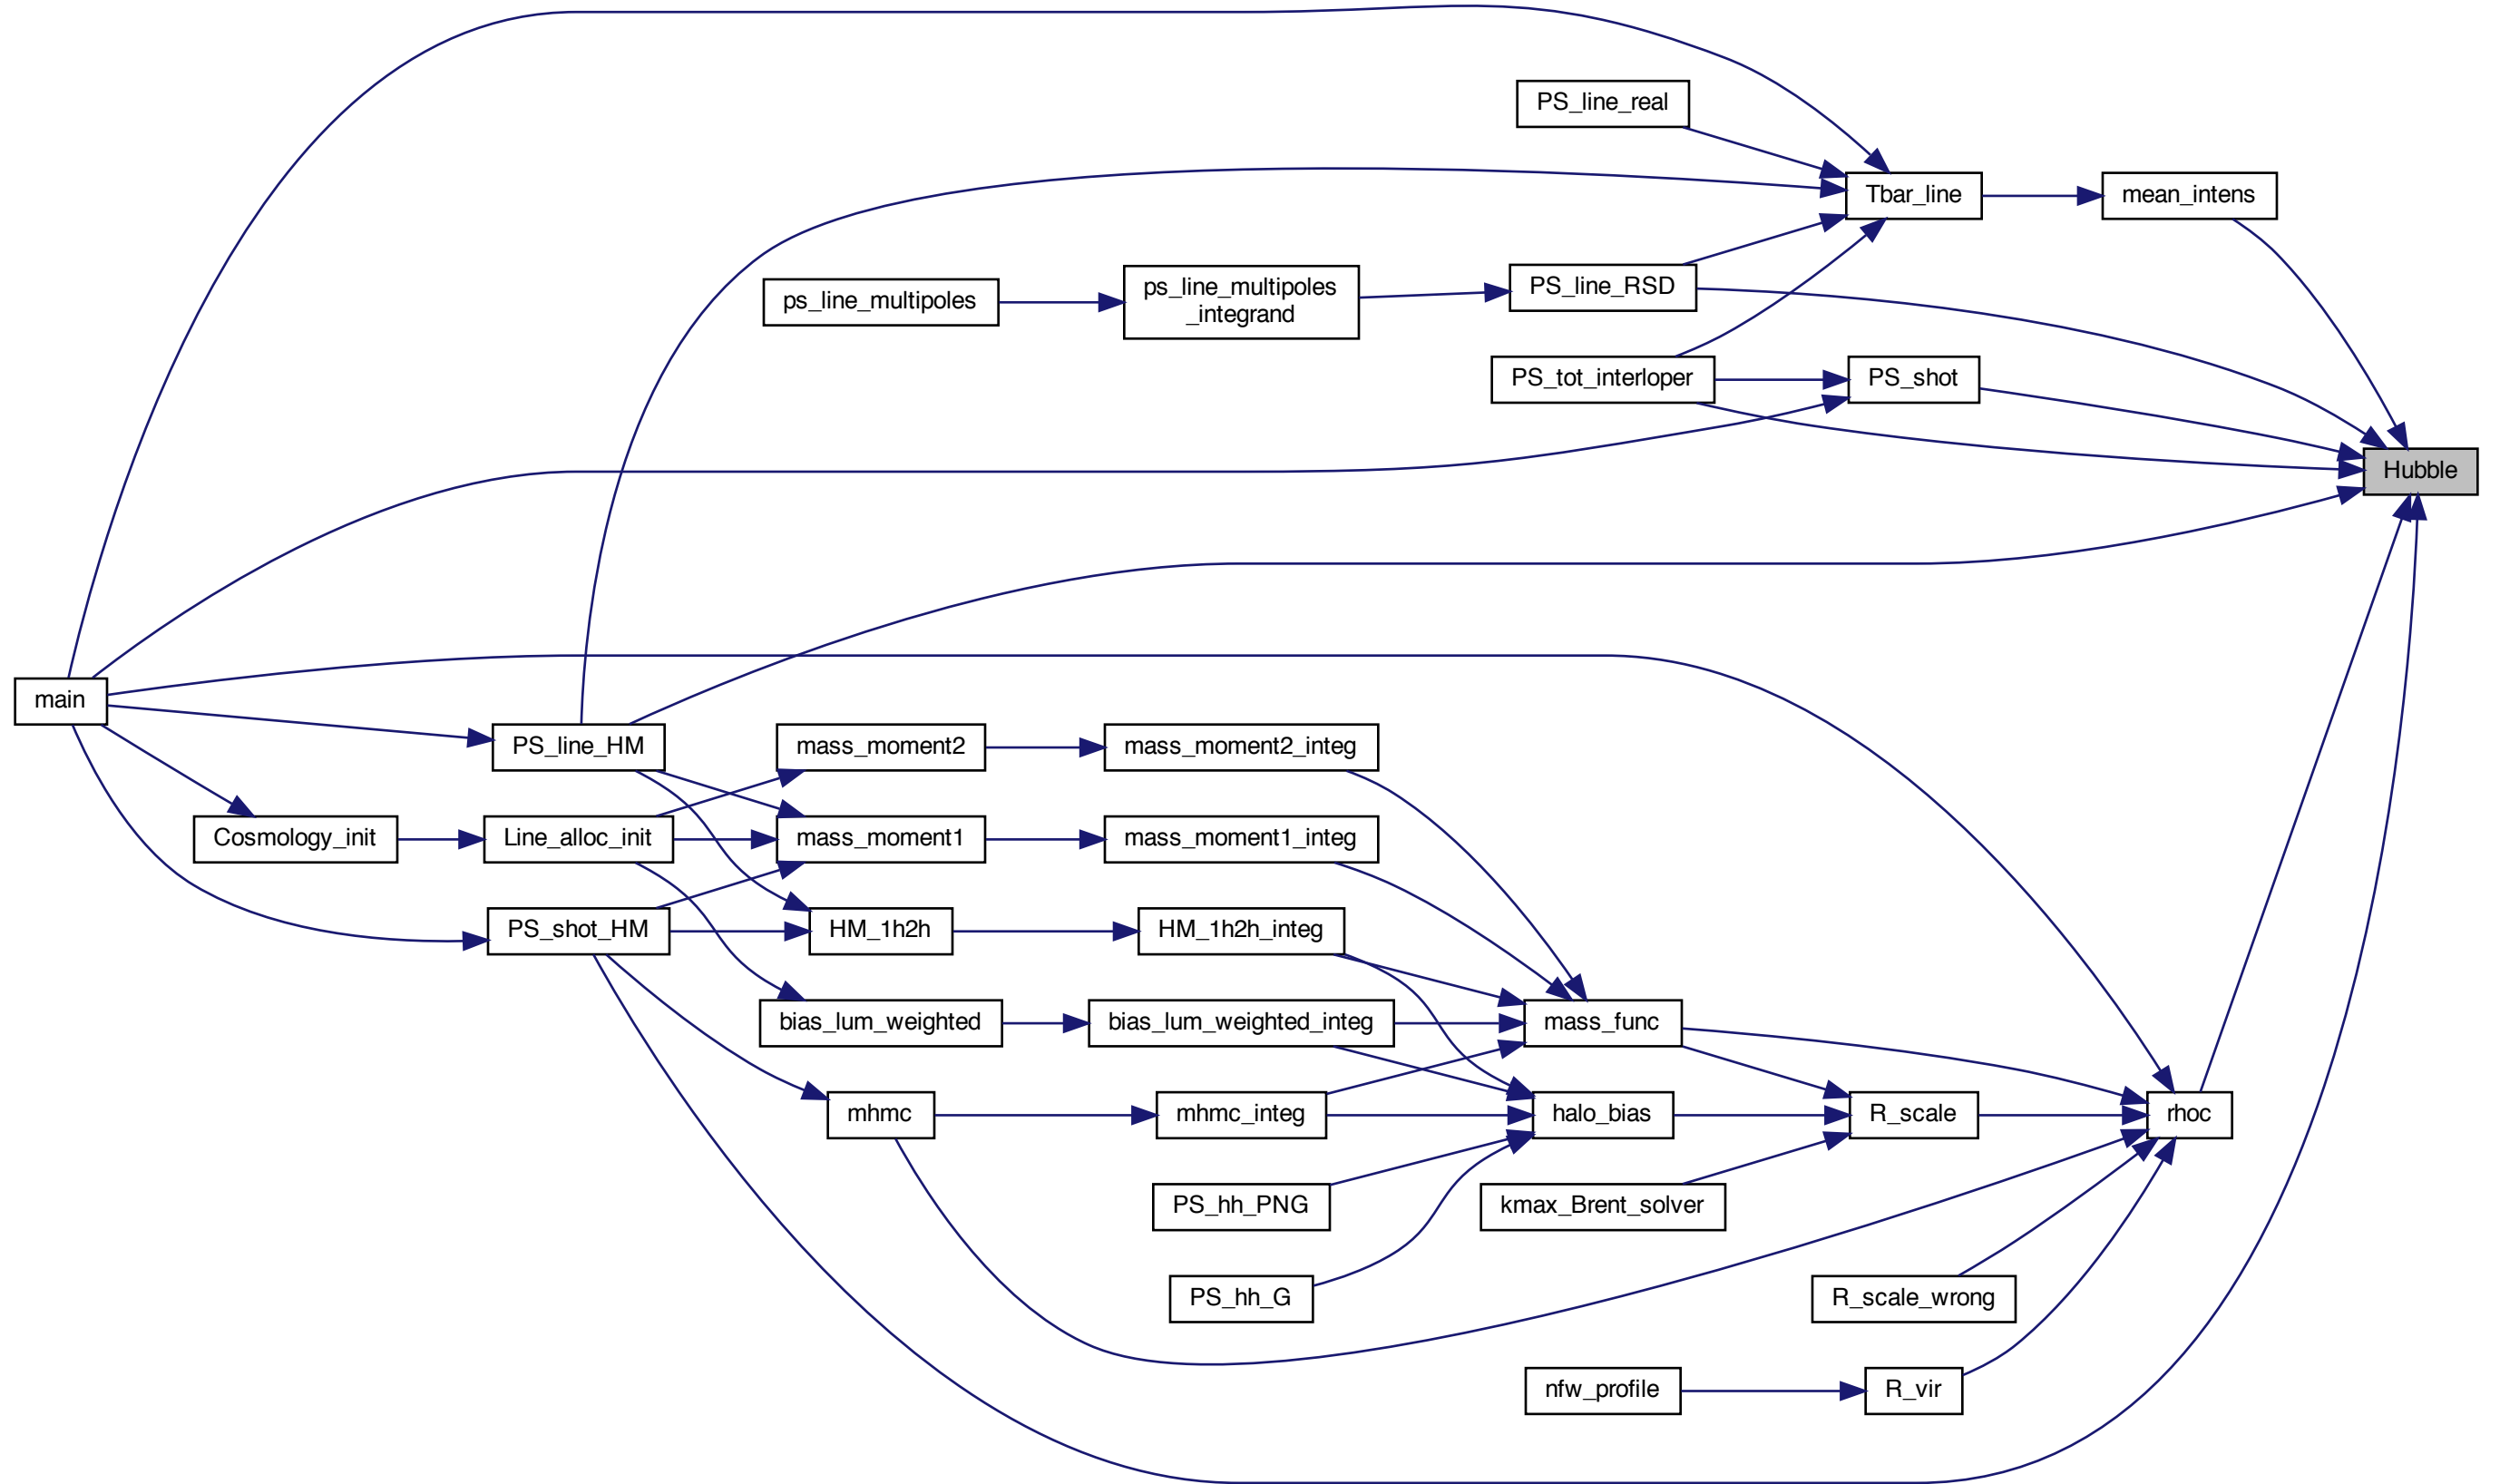 PS_line_real
Tbar_line
mean_intens
ps_line_multipoles
ps_line_multipoles
_integrand
PS_line_RSD
PS_tot_interloper
PS_shot
Hubble
main
PS_line_HM
mass_moment2
mass_moment2_integ
Cosmology_init
Line_alloc_init
mass_moment1
mass_moment1_integ
PS_shot_HM
HM_1h2h
HM_1h2h_integ
bias_lum_weighted
bias_lum_weighted_integ
mass_func
mhmc
mhmc_integ
halo_bias
R_scale
rhoc
PS_hh_PNG
kmax_Brent_solver
PS_hh_G
R_scale_wrong
nfw_profile
R_vir